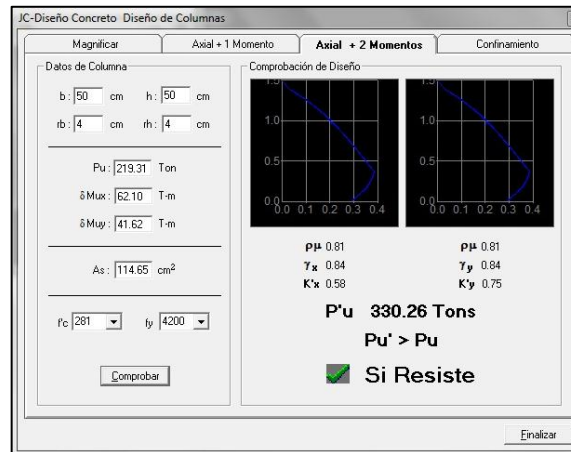 JC-Diseño Concreto Diseño de Columnas
Magnificar Axial + 1 Momento Axial + 2 Momentos Confinamiento
Datos de Columna
b: 50 cm h: 50 cm
rb: 4 cm rh: 4 cm
Pu: 219.31 Ton
δMux: 62.10 T-m
δMuy: 41.62 T-m
As: 114.65 cm²
f'c 281 fy 4200
Comprobar
Comprobación de Diseño
1.5 1.5
1.0 1.0
0.5 0.5
0.0 0.0
0.0 0.1 0.2 0.3 0.4 0.0 0.1 0.2 0.3 0.4
ρμ 0.81 ρμ 0.81
γx 0.84 γy 0.84
K'x 0.58 K'y 0.75
P'u 330.26 Tons
Pu' > Pu
Si Resiste
Finalizar